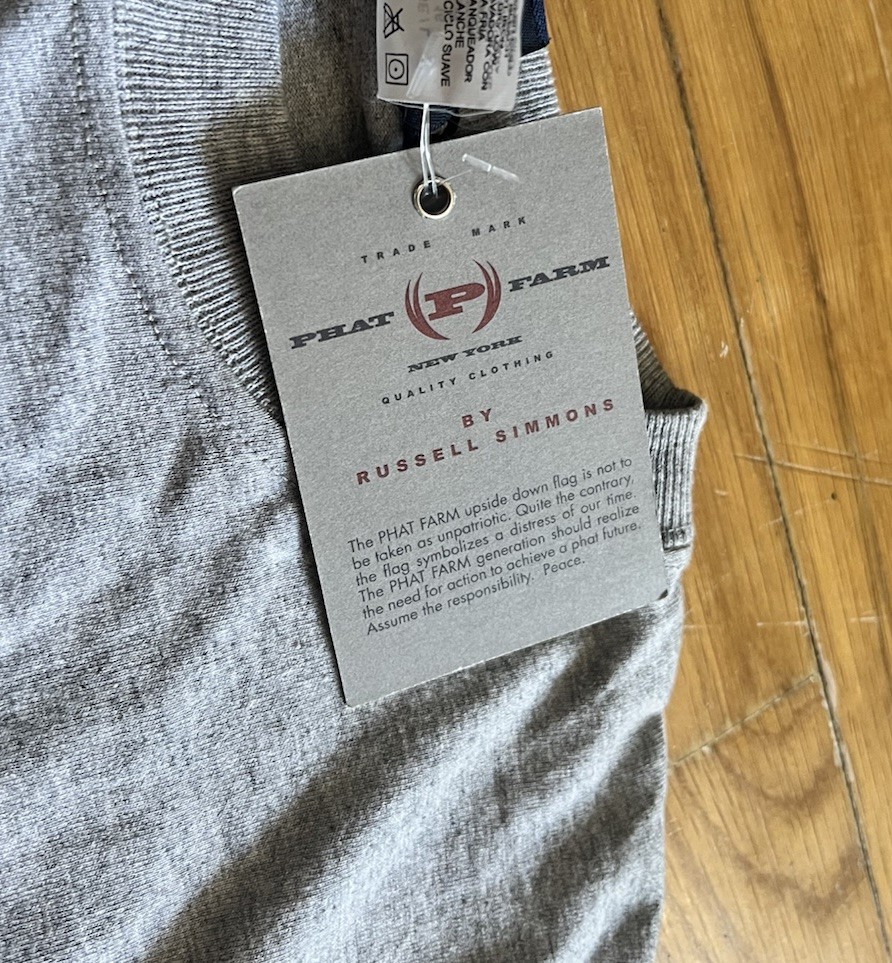 LANCHE
CICLO SUAVE
TRADE MARK
PHAT P FARM
NEW YORK
QUALITY CLOTHING
BY
RUSSELL SIMMONS
The PHAT FARM upside down flag is not to
be taken as unpatriotic. Quite the contrary,
the flag symbolizes a distress of our time.
The PHAT FARM generation should realize
the need for action to achieve a phat future.
Assume the responsibility. Peace.